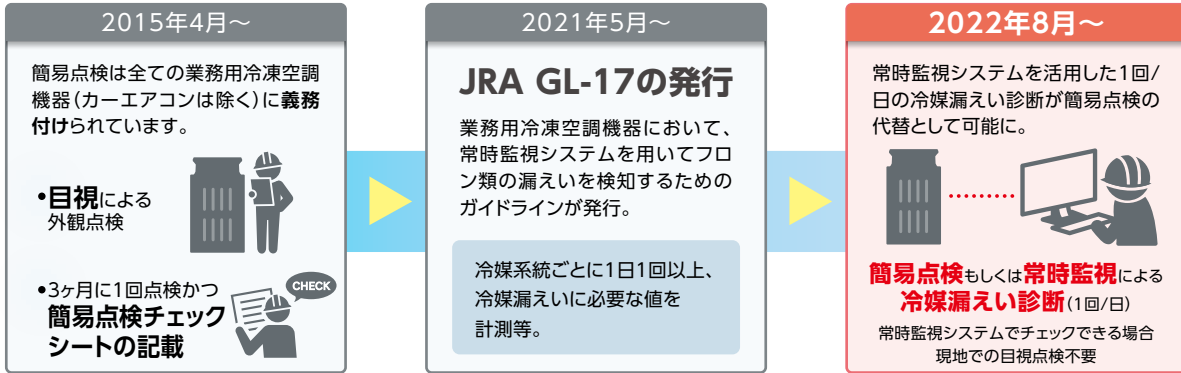 2015年4月〜
簡易点検は全ての業務用冷凍空調
機器（カーエアコンは除く）に義務
付けられています。
•目視による
外観点検
•3ヶ月に1回点検かつ
簡易点検チェック
シートの記載
CHECK
2021年5月〜
JRA GL-17の発行
業務用冷凍空調機器において、
常時監視システムを用いてフロ
ン類の漏えいを検知するための
ガイドラインが発行。
冷媒系統ごとに1日1回以上、
冷媒漏えいに必要な値を
計測等。
2022年8月〜
常時監視システムを活用した1回/
日の冷媒漏えい診断が簡易点検の
代替として可能に。
簡易点検もしくは常時監視による
冷媒漏えい診断（1回/日）
常時監視システムでチェックできる場合
現地での目視点検不要